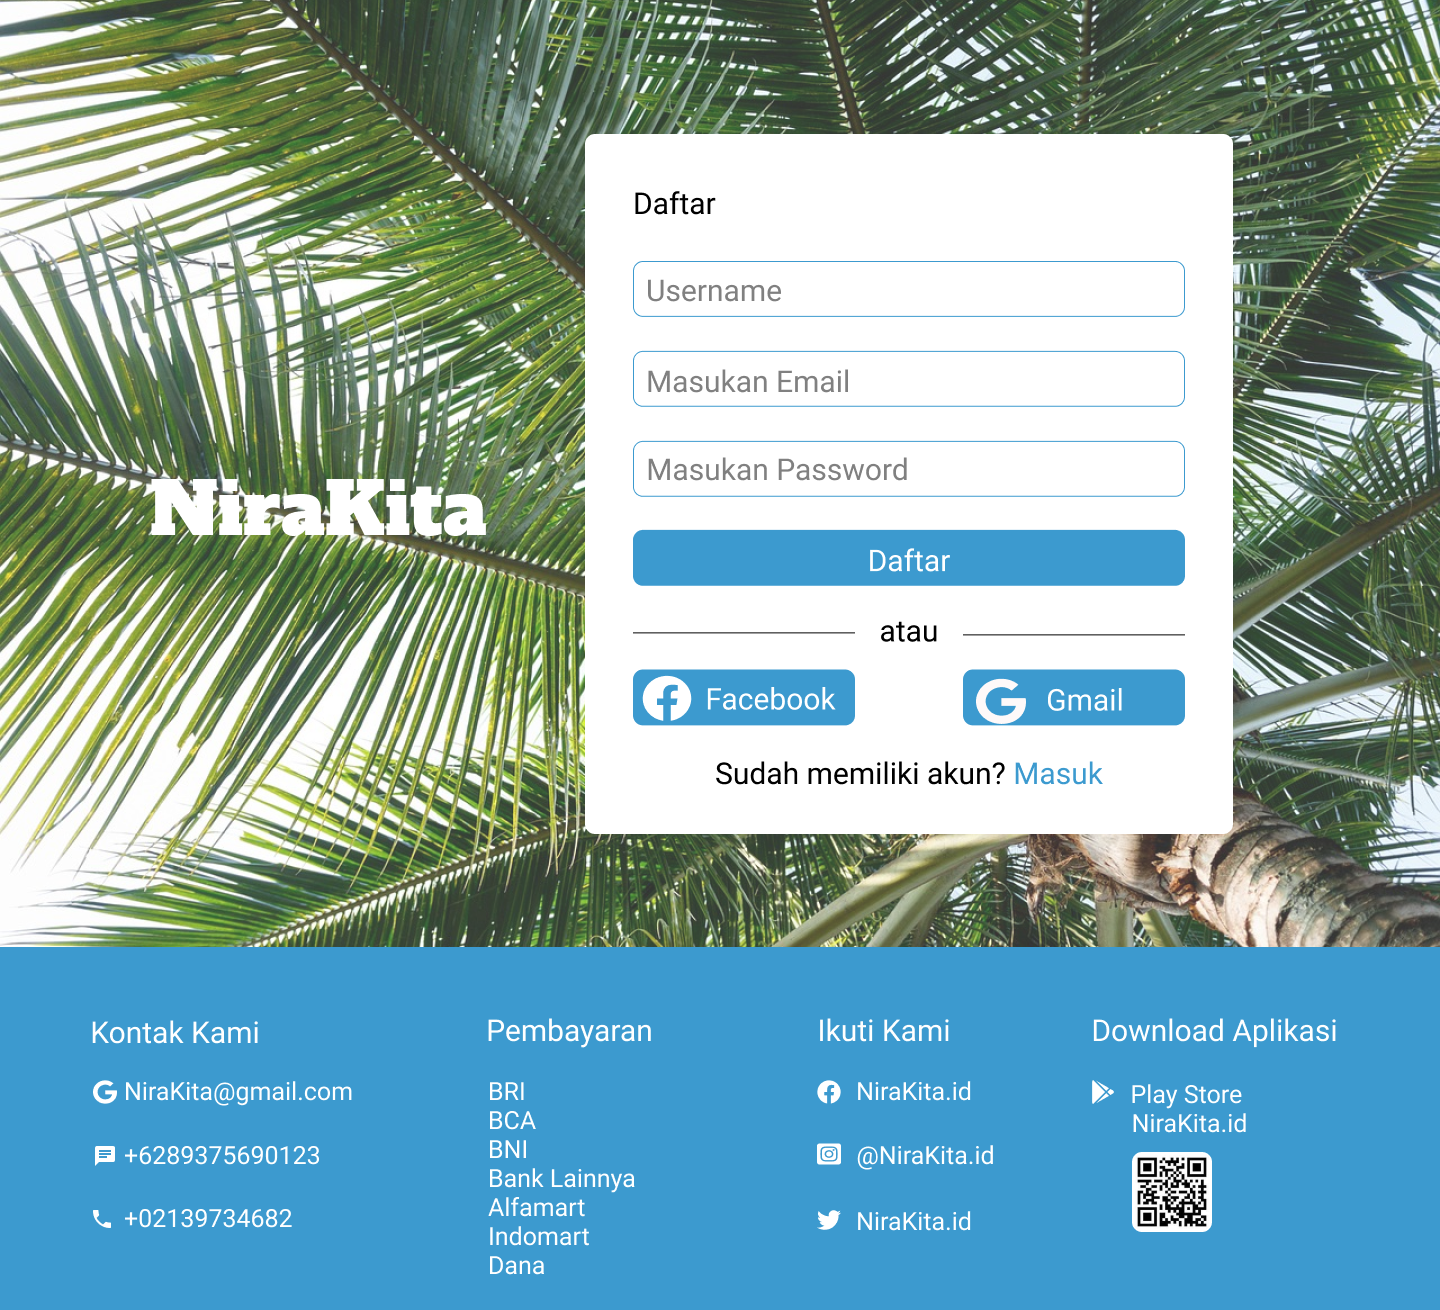 NiraKita
Daftar
Username
Masukan Email
Masukan Password
Daftar
atau
Facebook
Gmail
Sudah memiliki akun? Masuk
Kontak Kami
NiraKita@gmail.com
+6289375690123
+02139734682
Pembayaran
BRI
BCA
BNI
Bank Lainnya
Alfamart
Indomart
Dana
Ikuti Kami
NiraKita.id
@NiraKita.id
NiraKita.id
Download Aplikasi
Play Store
NiraKita.id